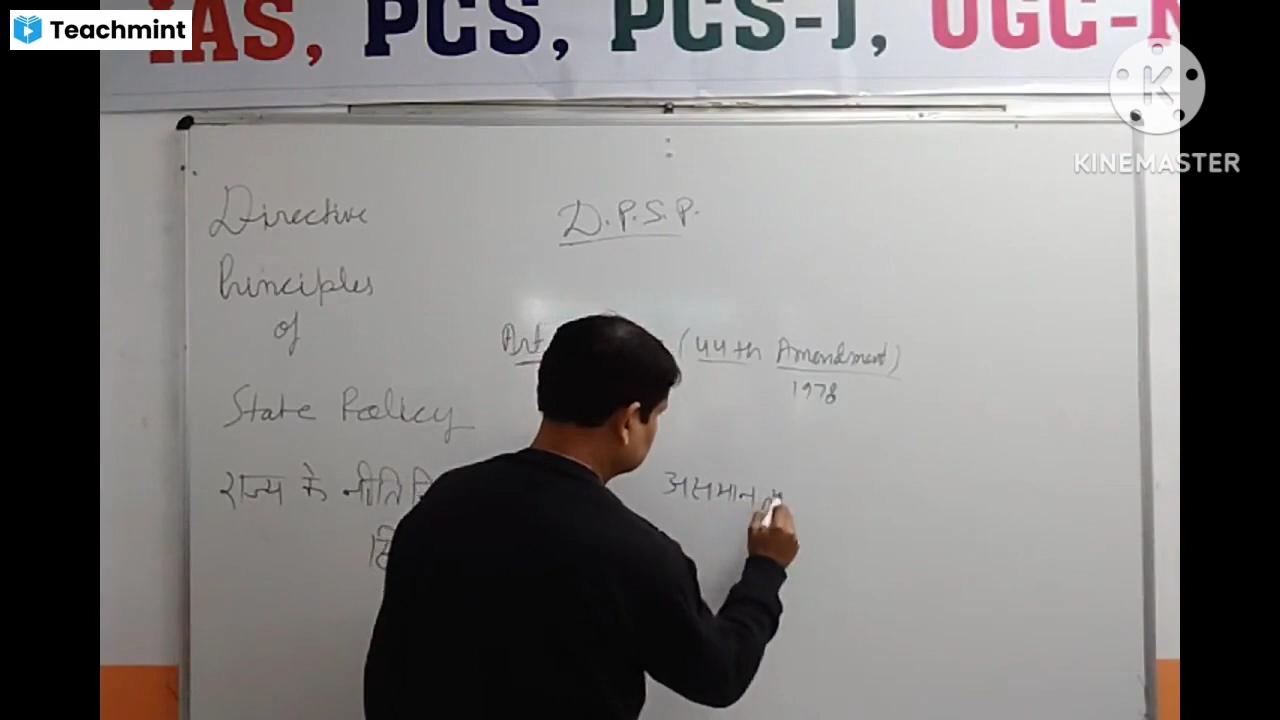 Teachmint
IAS, PCS, PCS-J, UGC-N
KINEMASTER
Directive
Principles
of
State Policy
राज्य के नीति
D.P.S.P.
Art (44th Amendment)
1978
असमान